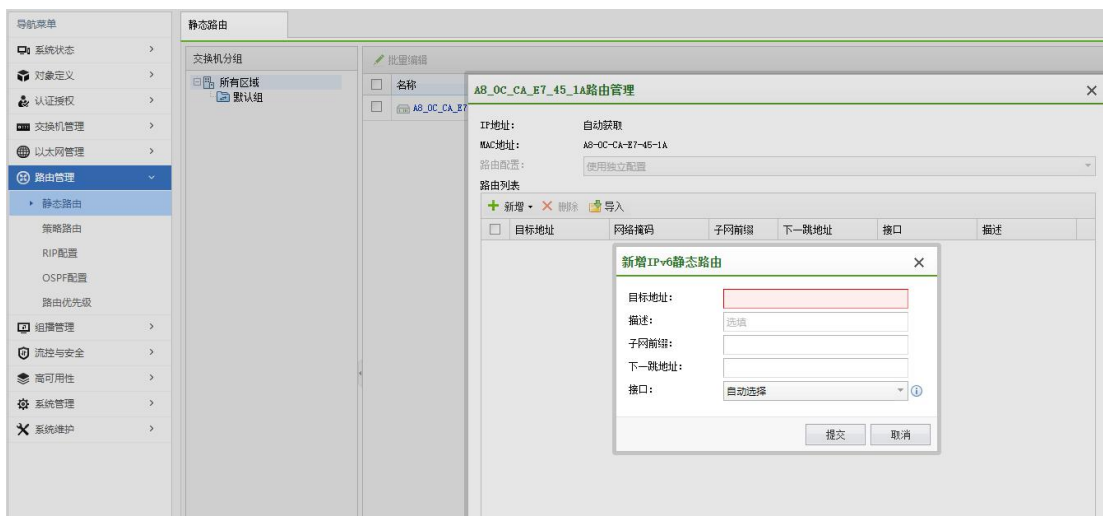 导航菜单
系统状态
对象定义
认证授权
交换机管理
以太网管理
路由管理
静态路由
策略路由
RIP配置
OSPF配置
路由优先级
组播管理
流控与安全
高可用性
系统管理
系统维护
静态路由
交换机分组
所有区域
默认组
批量编辑
名称
A8_0C_CA_E7
A8_0C_CA_E7_45_1A路由管理
IP地址: 自动获取
MAC地址: A8-0C-CA-E7-45-1A
路由配置: 使用独立配置
路由列表
新增 删除 导入
目标地址 网络掩码 子网前缀 下一跳地址 接口 描述
新增IPv6静态路由
目标地址:
描述: 选填
子网前缀:
下一跳地址:
接口: 自动选择
提交 取消